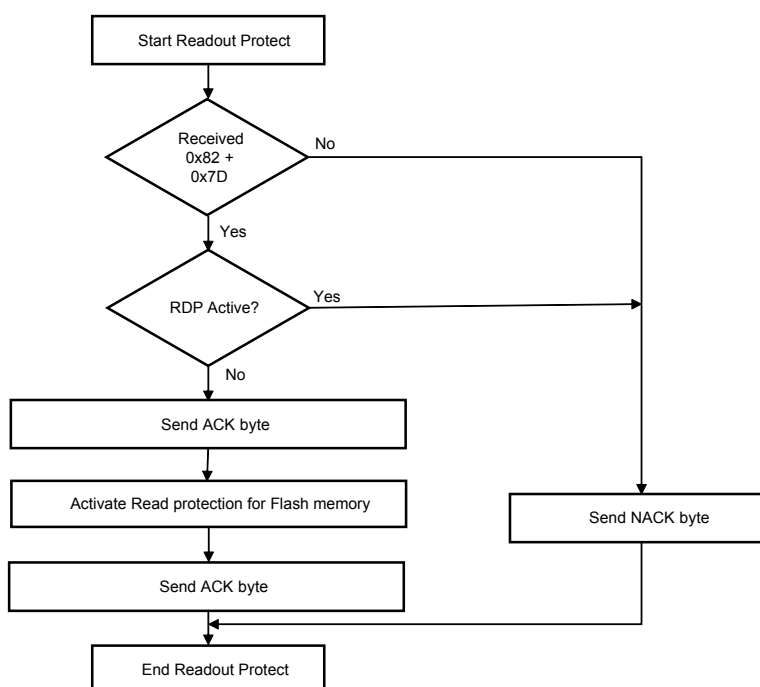 Start Readout Protect
Received
0x82 +
0x7D
No
Yes
RDP Active?
Yes
No
Send ACK byte
Activate Read protection for Flash memory
Send NACK byte
Send ACK byte
End Readout Protect